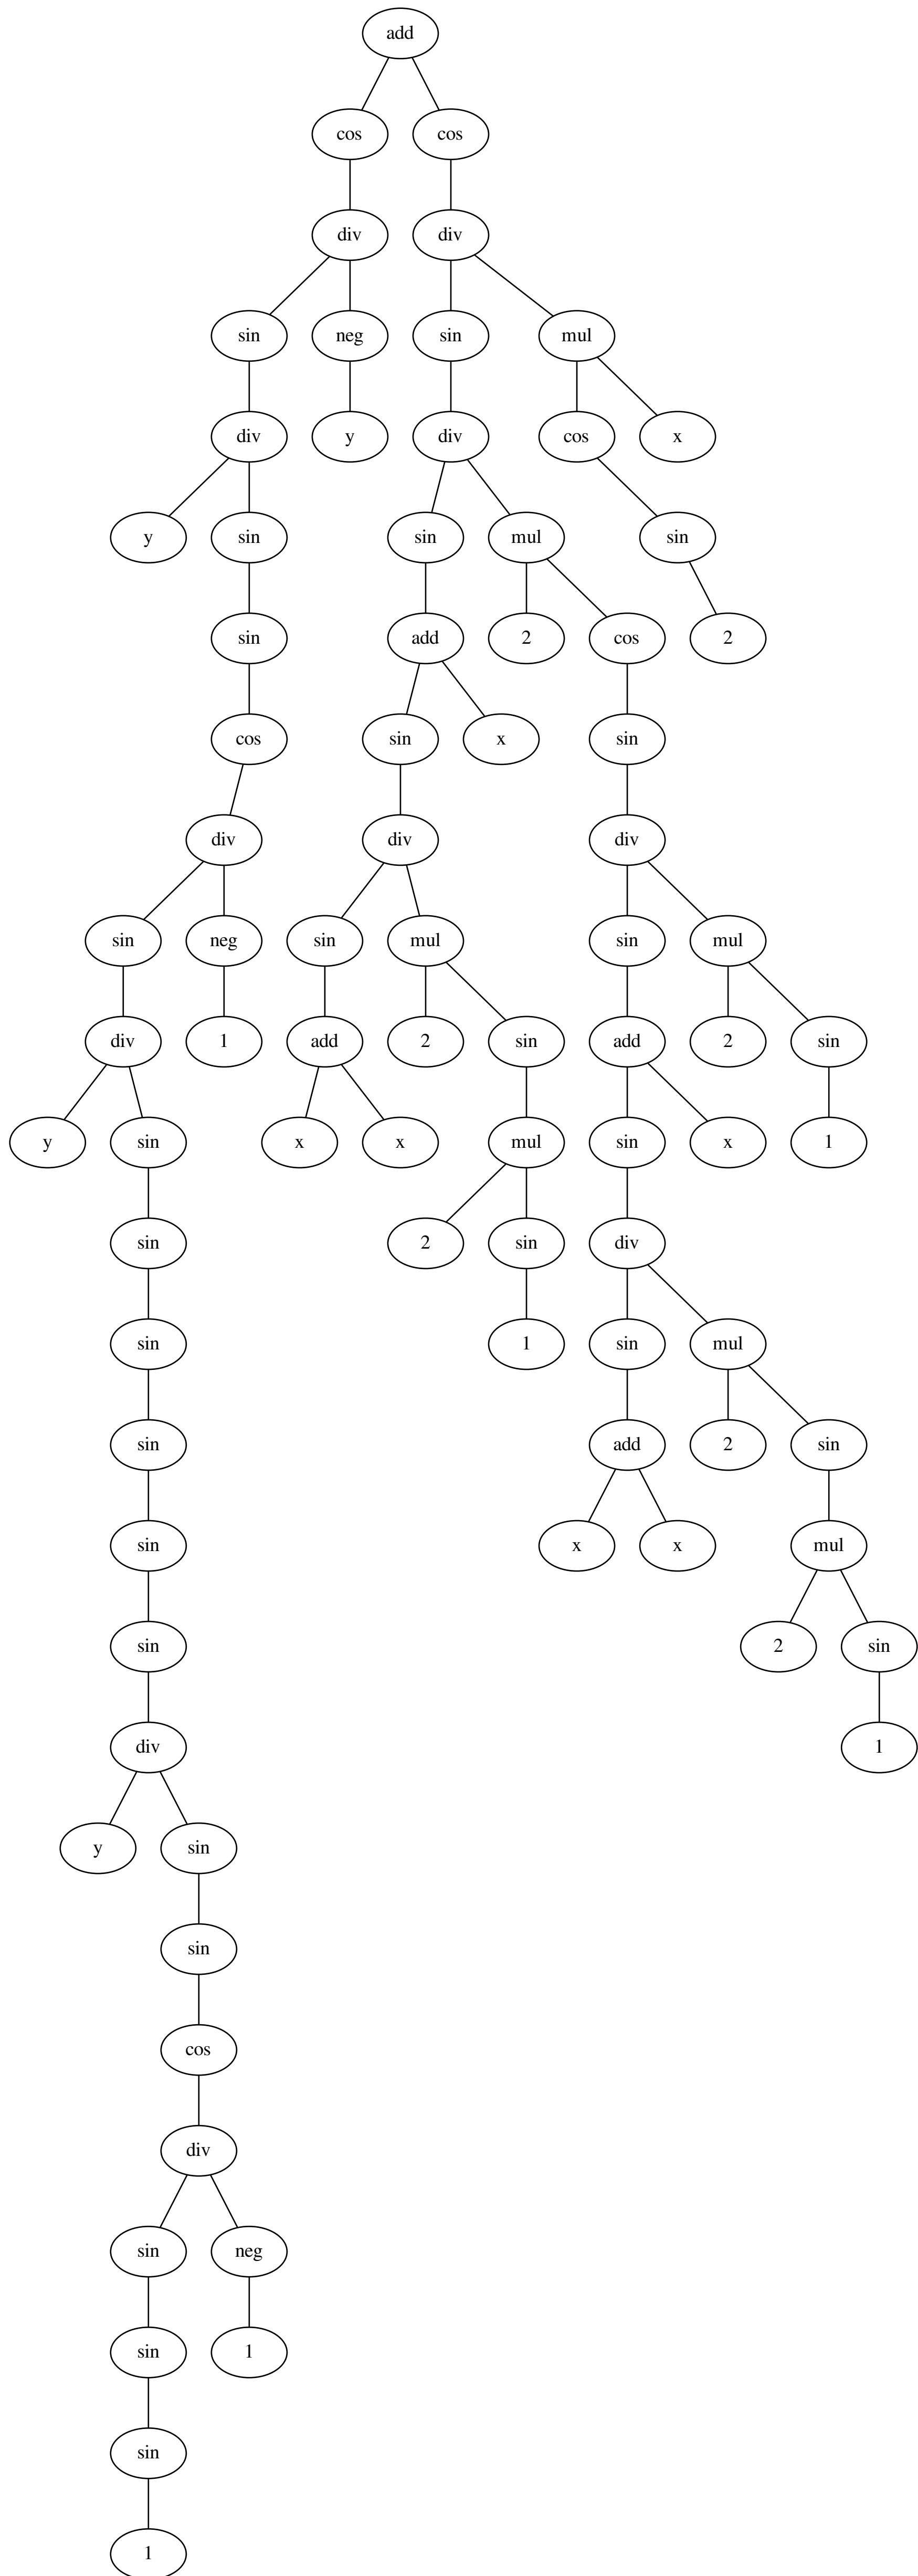 add
cos cos
div div
sin neg sin mul
div y div cos x
y sin sin mul sin
sin add 2 cos 2
cos sin x sin
div div div
sin neg sin mul sin mul
div 1 add 2 sin add 2 sin
y sin x x mul sin x 1
sin 2 sin div
sin 1 sin mul
sin add 2 sin
sin x x mul
sin 2 sin
div 1
y sin
sin
cos
div
sin neg
sin 1
sin
1